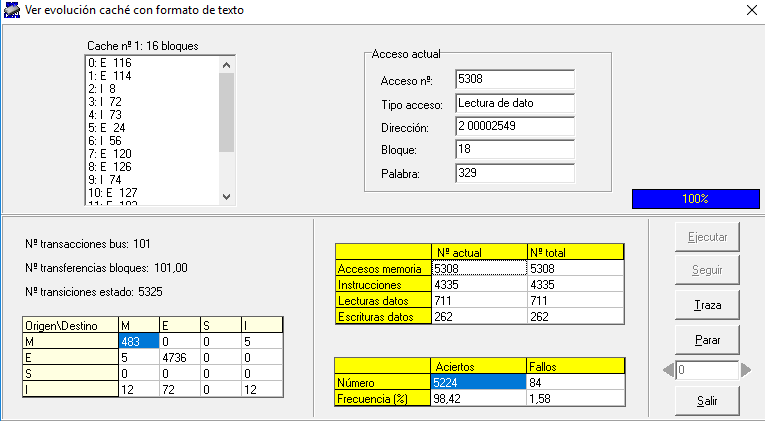 Ver evolución caché con formato de texto
Cache nº 1: 16 bloques
0: E 116
1: E 114
2: I 8
3: I 72
4: I 73
5: E 24
6: I 56
7: E 120
8: E 126
9: I 74
10: E 127
Acceso actual
Acceso nº: 5308
Tipo acceso: Lectura de dato
Dirección: 2 00002549
Bloque: 18
Palabra: 329
100%
Nº transacciones bus: 101
Nº transferencias bloques: 101,00
Nº transiciones estado: 5325
Origen\Destino M E S I
M 483 0 0 5
E 5 4736 0 0
S 0 0 0 0
I 12 72 0 12
Nº actual Nº total
Accesos memoria 5308 5308
Instrucciones 4335 4335
Lecturas datos 711 711
Escrituras datos 262 262
Aciertos Fallos
Número 5224 84
Frecuencia (%) 98,42 1,58
Ejecutar
Seguir
Traza
Parar
0
Salir